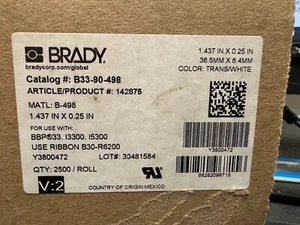 BRADY
bradycorp.com/global
1.437 IN X 0.25 IN
36.5MM X 6.4MM
COLOR: TRANS/WHITE
Catalog #: B33-90-498
ARTICLE/PRODUCT #: 142875
MATL: B-498
1.437 IN X 0.25 IN
FOR USE WITH:
BBP®33, I3300, I5300
USE RIBBON B30-R6200
Y3800472
LOT#: 30481584
Y3800472
QTY: 2500 / ROLL
V:2
COUNTRY OF ORIGIN MEXICO